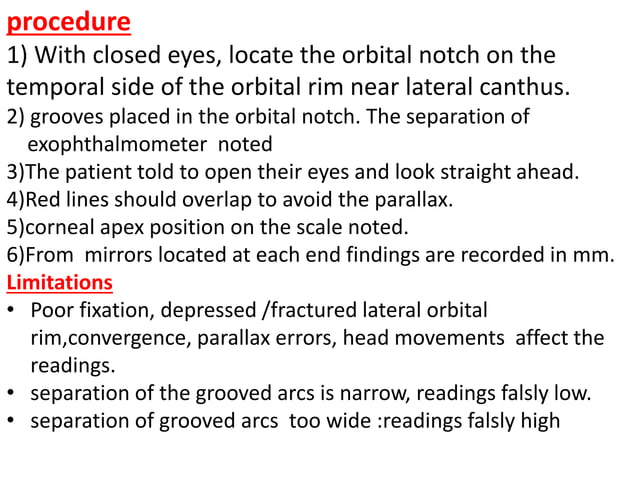 procedure
1) With closed eyes, locate the orbital notch on the
temporal side of the orbital rim near lateral canthus.
2) grooves placed in the orbital notch. The separation of
exophthalmometer noted
3)The patient told to open their eyes and look straight ahead.
4)Red lines should overlap to avoid the parallax.
5)corneal apex position on the scale noted.
6)From mirrors located at each end findings are recorded in mm.
Limitations
• Poor fixation, depressed /fractured lateral orbital
rim,convergence, parallax errors, head movements affect the
readings.
• separation of the grooved arcs is narrow, readings falsly low.
• separation of grooved arcs too wide :readings falsly high